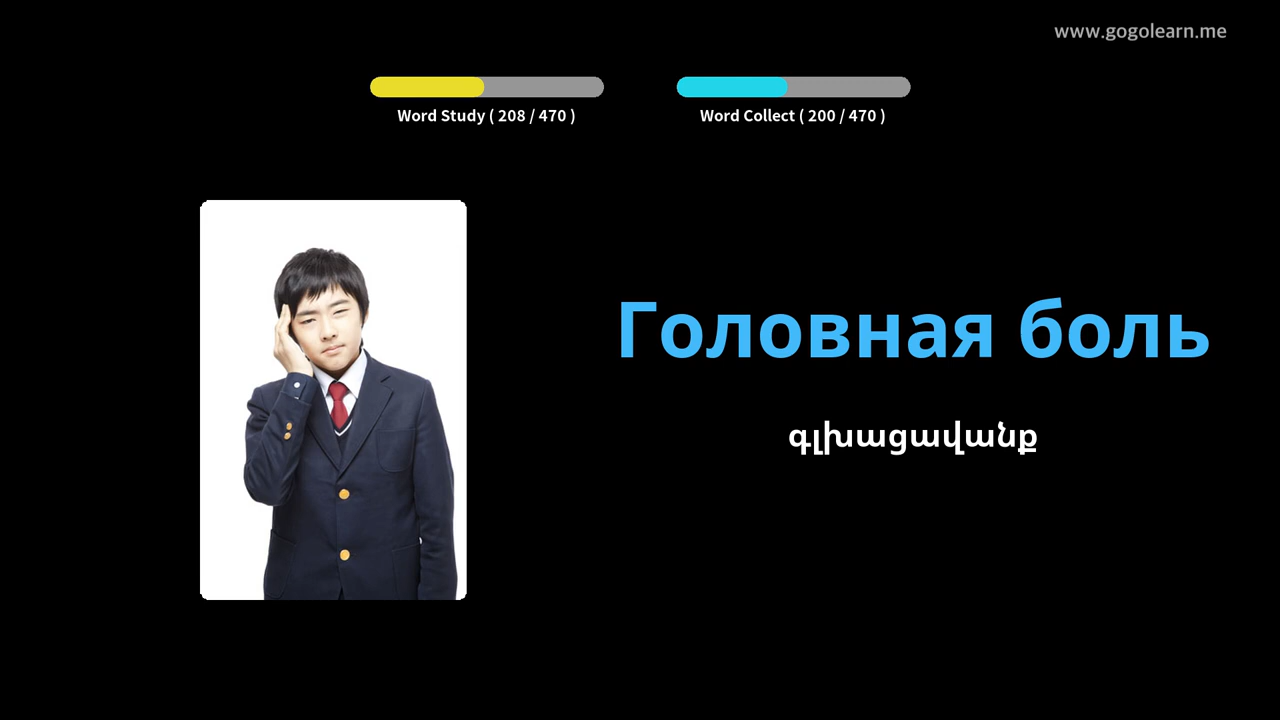 www.gogolearn.me
Word Study ( 208 / 470 )
Word Collect ( 200 / 470 )
Головная боль
գլխացավանք